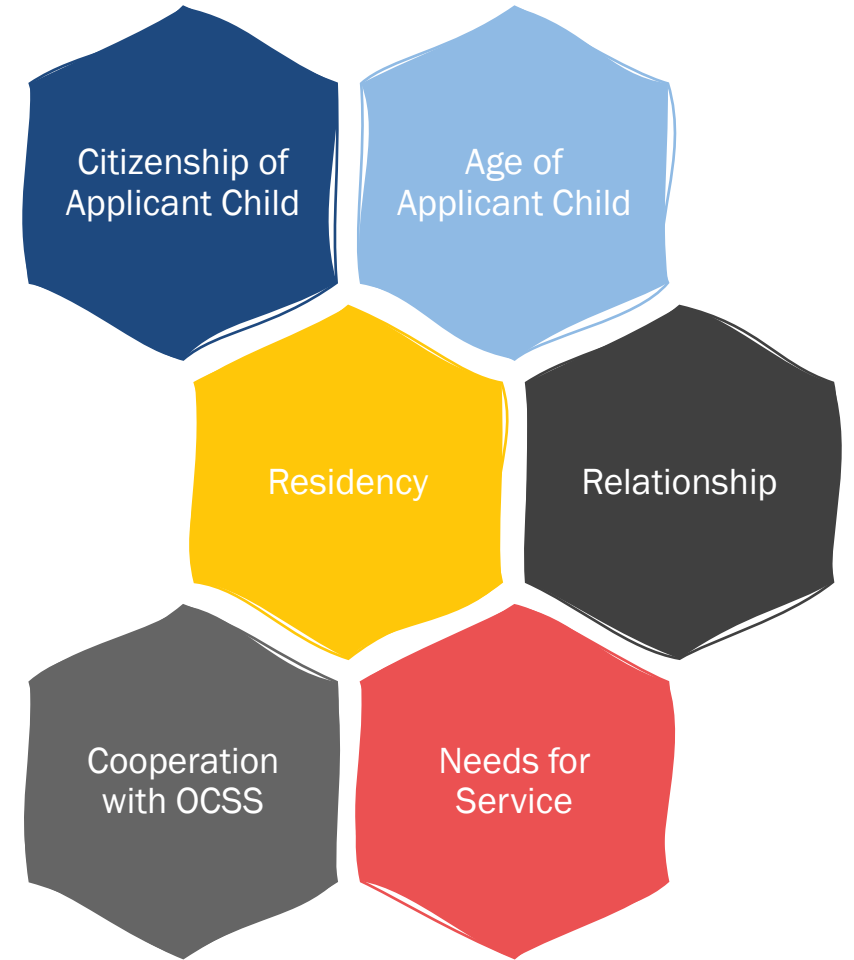 Citizenship of
Applicant Child
Age of
Applicant Child
Residency
Relationship
Cooperation
with OCSS
Needs for
Service